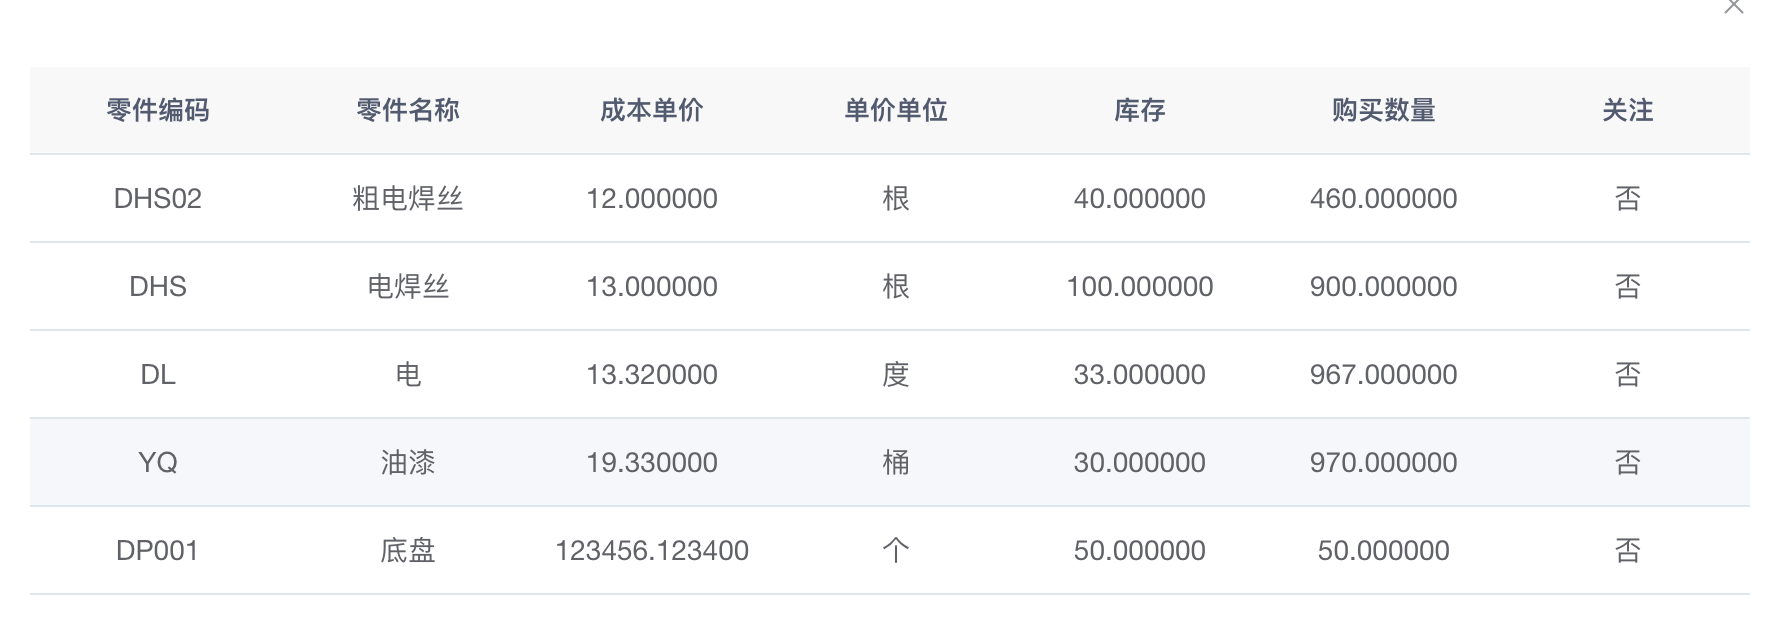 零件编码 零件名称 成本单价 单价单位 库存 购买数量 关注
DHS02 粗电焊丝 12.000000 根 40.000000 460.000000 否
DHS 电焊丝 13.000000 根 100.000000 900.000000 否
DL 电 13.320000 度 33.000000 967.000000 否
YQ 油漆 19.330000 桶 30.000000 970.000000 否
DP001 底盘 123456.123400 个 50.000000 50.000000 否